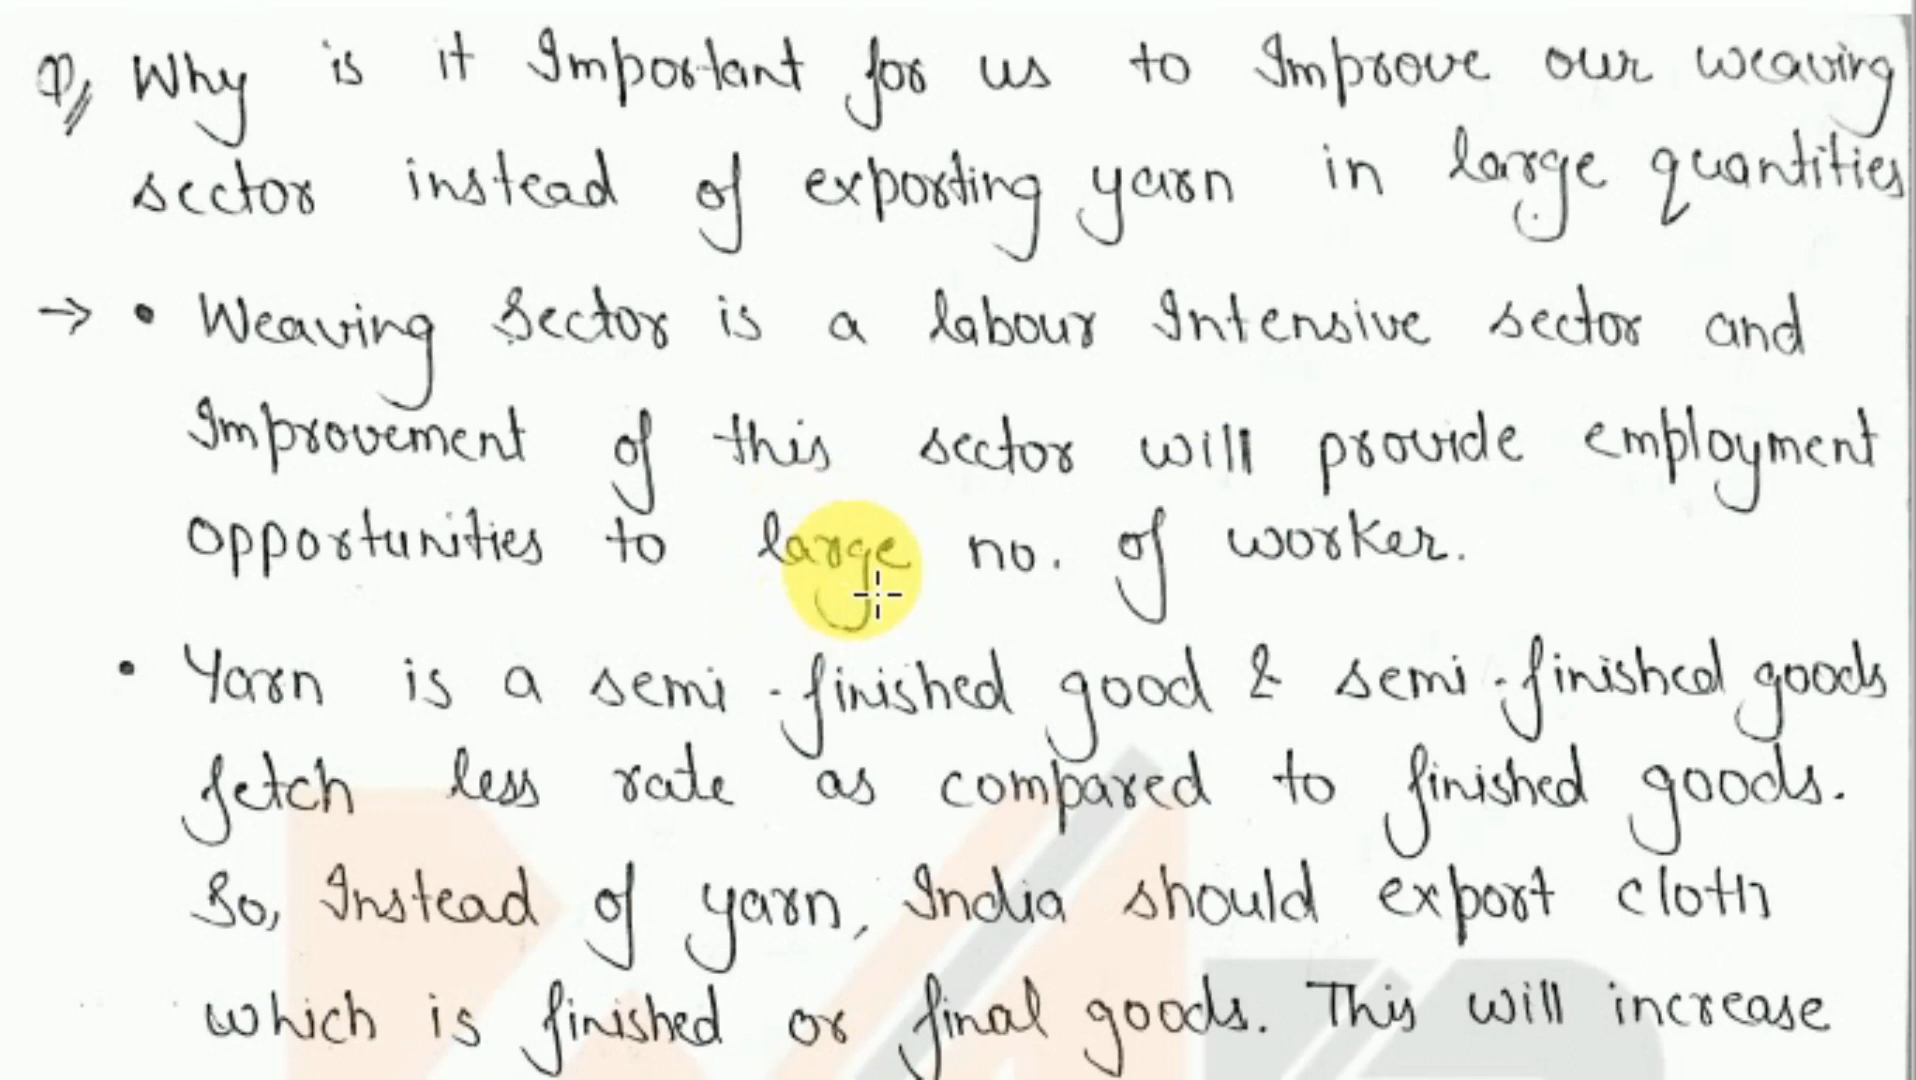 Q, Why is it Important for us to Improve our weaving
sector instead of exporting yarn in large quantities
→ • Weaving Sector is a labour Intensive sector and
Improvement of this sector will provide employment
opportunities to large no. of worker.
• Yarn is a semi-finished good & semi-finished goods
fetch less rate as compared to finished goods.
So, Instead of yarn, India should export cloth
which is finished or final goods. This will increase